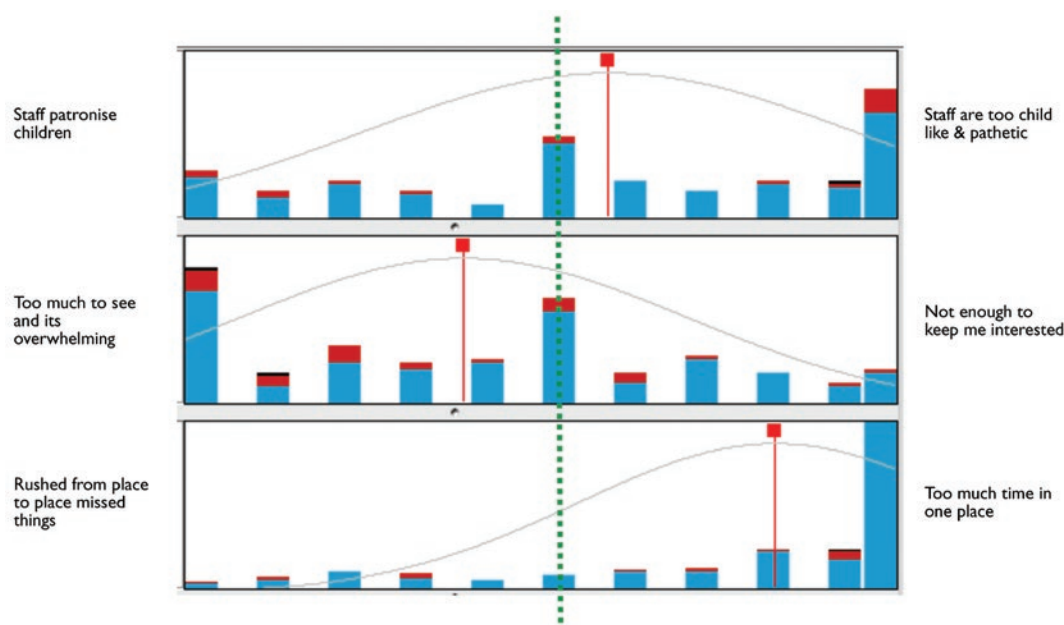 Staff patronise
children
Staff are too child
like & pathetic
Too much to see
and its
overwhelming
Not enough to
keep me interested
Rushed from place
to place missed
things
Too much time in
one place